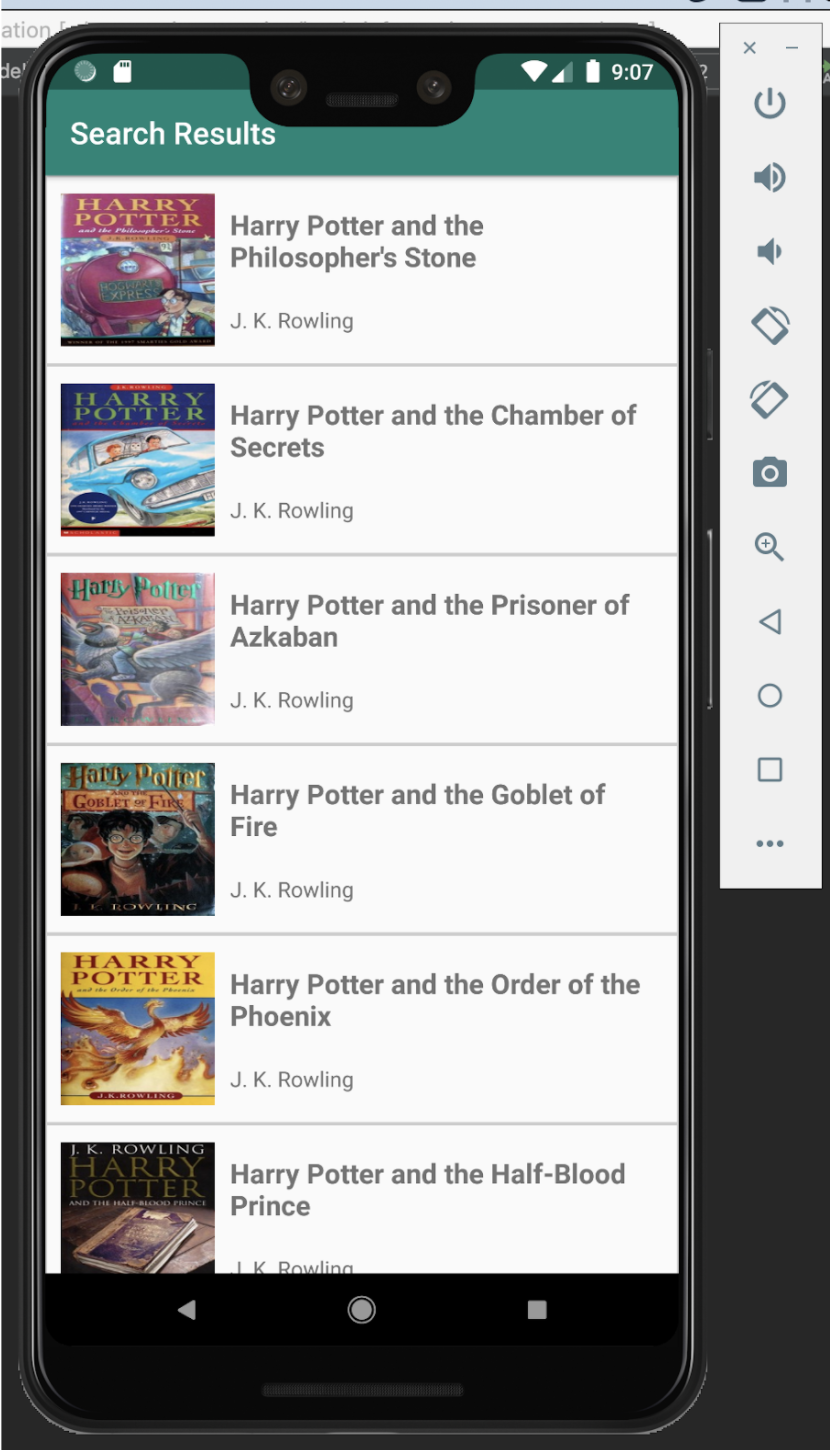 ation [
de
9:07
2
Search Results
HARRY
POTTER
and the Philosopher's Stone
J.K.ROWLING
HOGWARTS
EXPRESS
Harry Potter and the
Philosopher's Stone
J. K. Rowling
J.K.ROWLING
HARRY
POTTER
and the Chamber of Secrets
SCHOLASTIC
Harry Potter and the Chamber of
Secrets
J. K. Rowling
Harry Potter
AZKABAN
Harry Potter and the Prisoner of
Azkaban
J. K. Rowling
Harry Potter
AND THE
GOBLET OF FIRE
J. K. ROWLING
Harry Potter and the Goblet of
Fire
J. K. Rowling
HARRY
POTTER
and the Order of the Phoenix
J.K.ROWLING
Harry Potter and the Order of the
Phoenix
J. K. Rowling
J. K. ROWLING
HARRY
POTTER
AND THE HALF-BLOOD PRINCE
Harry Potter and the Half-Blood
Prince
J. K. Rowling